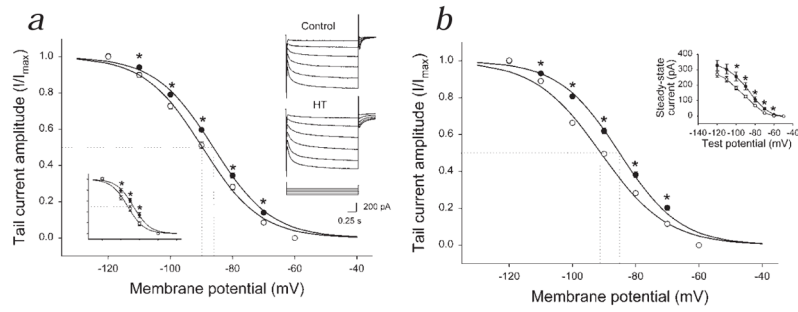 a
b
Tail current amplitude (I/Imax)
1.0
0.8
0.6
0.4
0.2
0.0
-120
-100
-80
-60
-40
Membrane potential (mV)
Control
HT
200 pA
0.25 s
* * * * *
* * *
Tail current amplitude (I/Imax)
1.0
0.8
0.6
0.4
0.2
0.0
-120
-100
-80
-60
-40
Membrane potential (mV)
* * * * *
Steady-state
current (pA)
400
300
200
100
0
-140 -120 -100 -80 -60 -40
Test potential (mV)
* * * * *